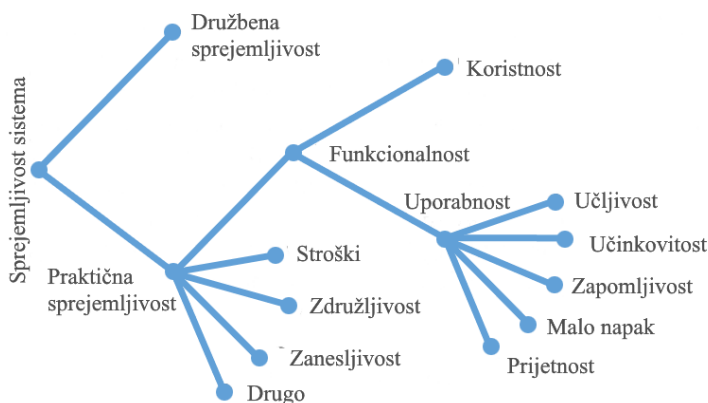 Sprejemljivost sistema
Družbena
sprejemljivost
Praktična
sprejemljivost
Funkcionalnost
Stroški
Združljivost
Zanesljivost
Drugo
Koristnost
Uporabnost
Učljivost
Učinkovitost
Zapomljivost
Malo napak
Prijetnost